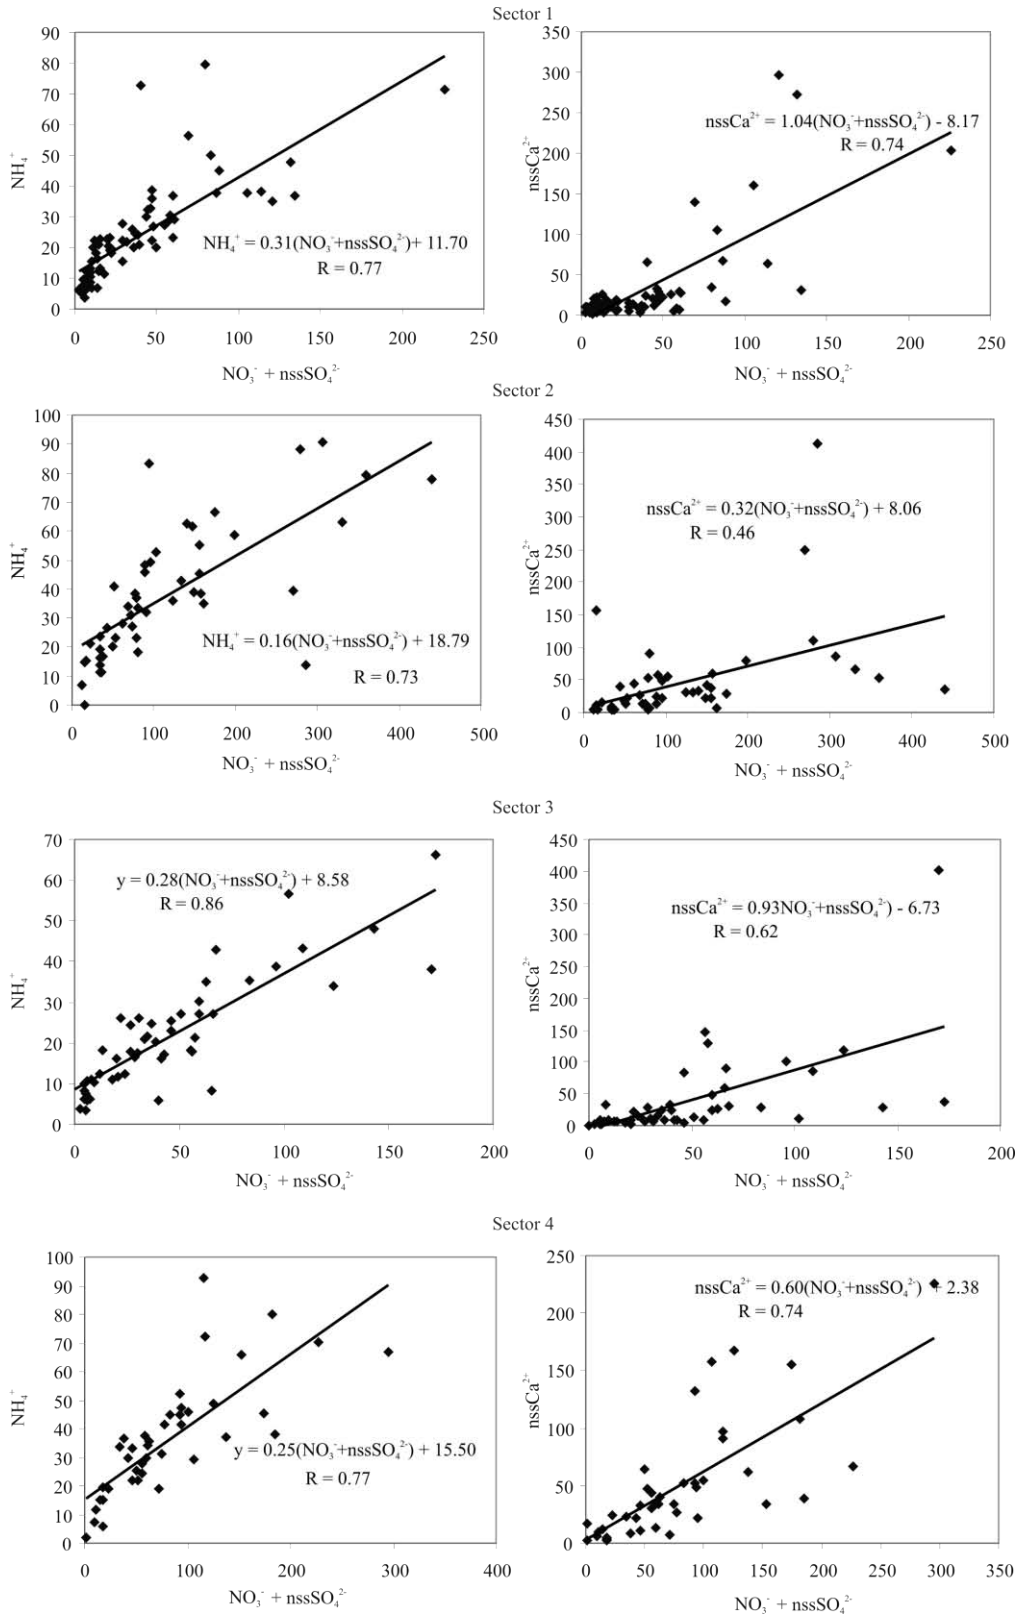 Sector 1
90
80
70
60
50
40
30
20
10
0
NH₄⁺
NH₄⁺ = 0.31(NO₃⁻+nssSO₄²⁻)+ 11.70
R = 0.77
0 50 100 150 200 250
NO₃⁻ + nssSO₄²⁻
350
300
250
200
150
100
50
0
nssCa²⁺
nssCa²⁺ = 1.04(NO₃⁻+nssSO₄²⁻) - 8.17
R = 0.74
0 50 100 150 200 250
NO₃⁻ + nssSO₄²⁻
Sector 2
100
90
80
70
60
50
40
30
20
10
0
NH₄⁺
NH₄⁺ = 0.16(NO₃⁻+nssSO₄²⁻) + 18.79
R = 0.73
0 100 200 300 400 500
NO₃⁻ + nssSO₄²⁻
450
400
350
300
250
200
150
100
50
0
nssCa²⁺
nssCa²⁺ = 0.32(NO₃⁻+nssSO₄²⁻) + 8.06
R = 0.46
0 100 200 300 400 500
NO₃⁻ + nssSO₄²⁻
Sector 3
70
60
50
40
30
20
10
0
NH₄⁺
y = 0.28(NO₃⁻+nssSO₄²⁻) + 8.58
R = 0.86
0 50 100 150 200
NO₃⁻ + nssSO₄²⁻
450
400
350
300
250
200
150
100
50
0
nssCa²⁺
nssCa²⁺ = 0.93NO₃⁻+nssSO₄²⁻) - 6.73
R = 0.62
0 50 100 150 200
NO₃⁻ + nssSO₄²⁻
Sector 4
100
90
80
70
60
50
40
30
20
10
0
NH₄⁺
y = 0.25(NO₃⁻+nssSO₄²⁻) + 15.50
R = 0.77
0 100 200 300 400
NO₃⁻ + nssSO₄²⁻
250
200
150
100
50
0
nssCa²⁺
nssCa²⁺ = 0.60(NO₃⁻+nssSO₄²⁻) + 2.38
R = 0.74
0 50 100 150 200 250 300 350
NO₃⁻ + nssSO₄²⁻